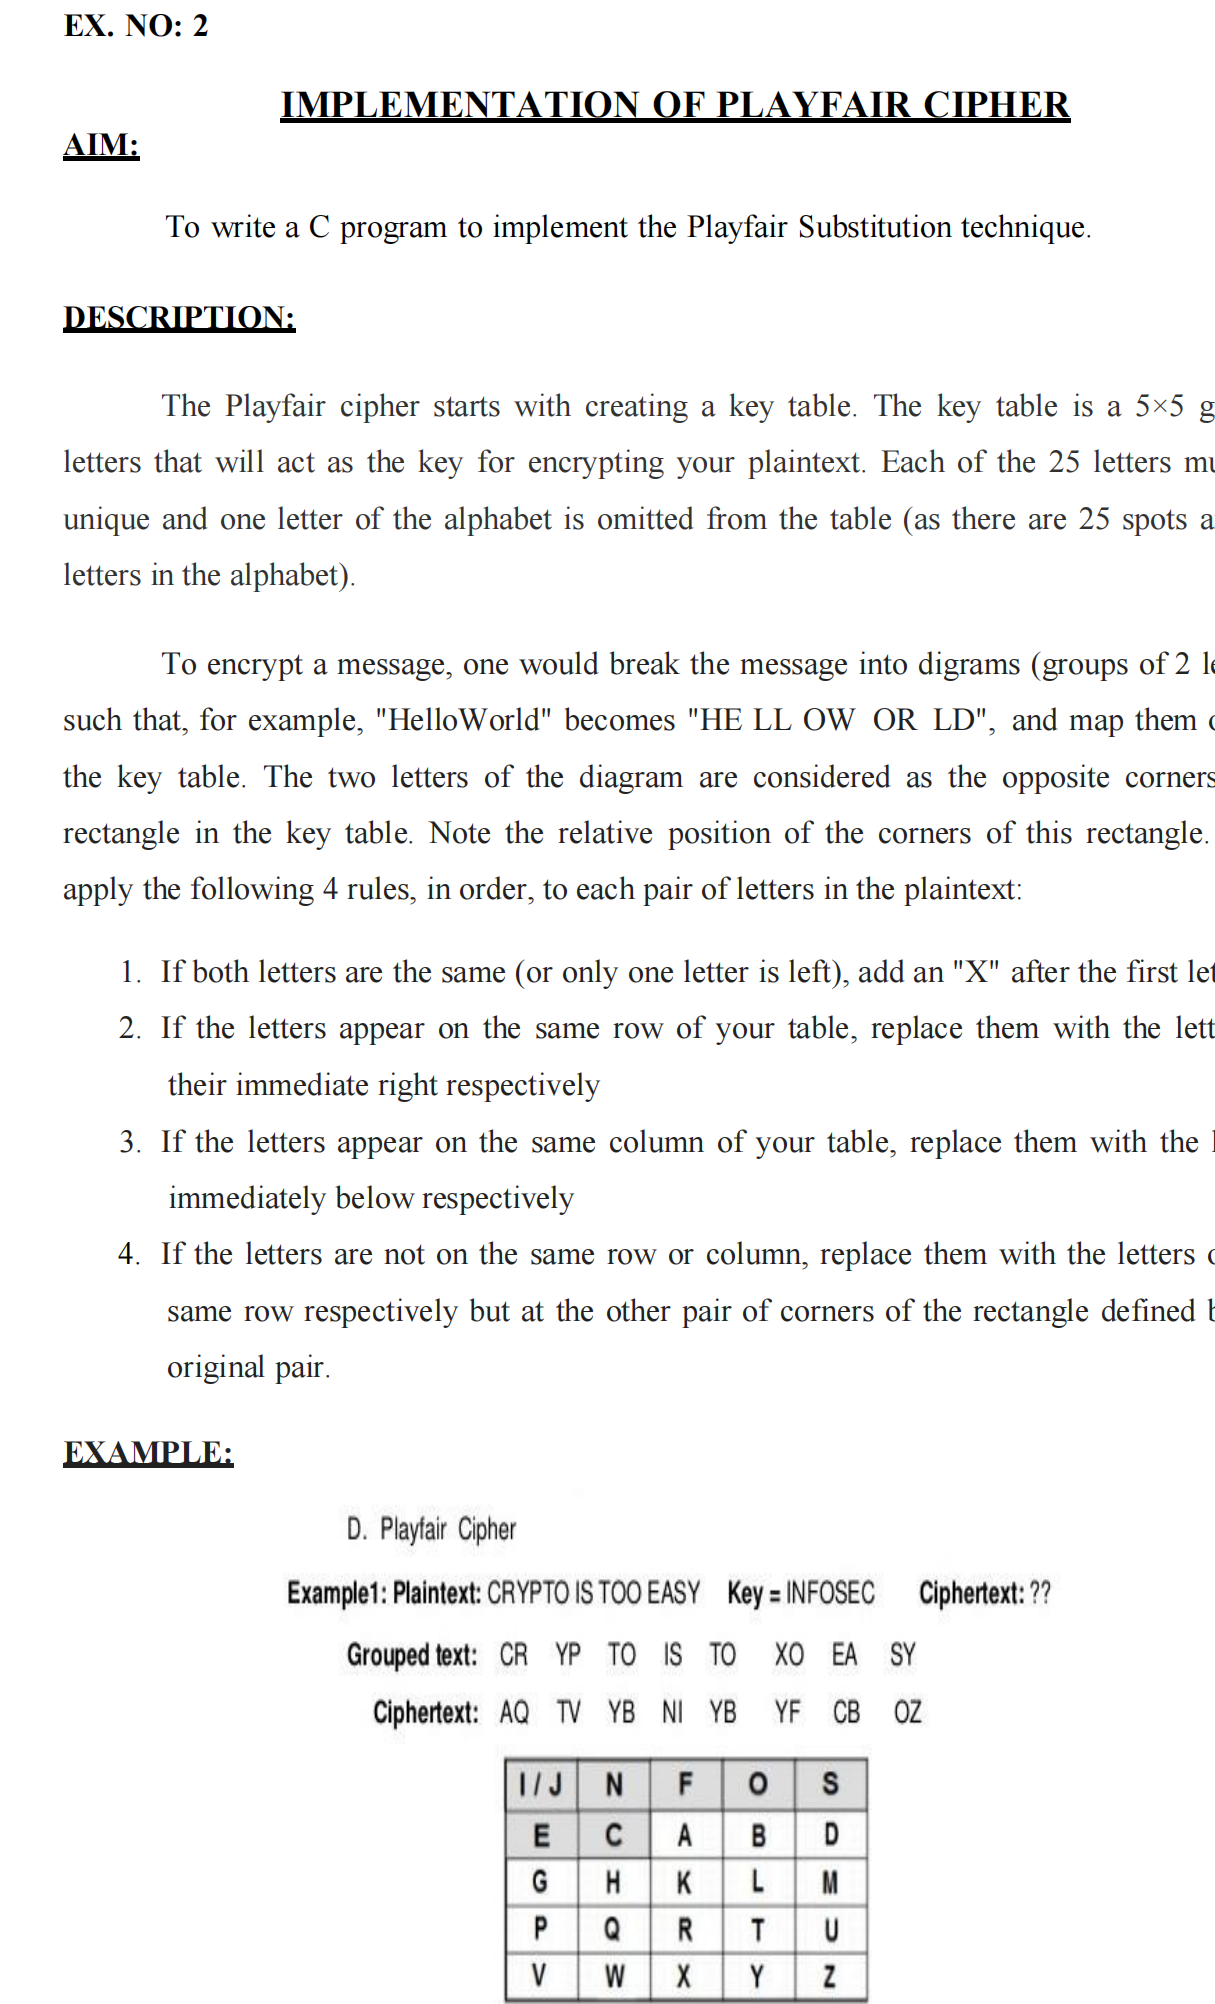 EX. NO: 2
IMPLEMENTATION OF PLAYFAIR CIPHER
AIM:
To write a C program to implement the Playfair Substitution technique.
DESCRIPTION:
The Playfair cipher starts with creating a key table. The key table is a 5×5
letters that will act as the key for encrypting your plaintext. Each of the 25 letters
unique and one letter of the alphabet is omitted from the table (as there are 25 spots
letters in the alphabet).
To encrypt a message, one would break the message into digrams (groups of 2
such that, for example, "HelloWorld" becomes "HE LL OW OR LD", and map them
the key table. The two letters of the diagram are considered as the opposite corners
rectangle in the key table. Note the relative position of the corners of this rectangle.
apply the following 4 rules, in order, to each pair of letters in the plaintext:
1. If both letters are the same (or only one letter is left), add an "X" after the first
2. If the letters appear on the same row of your table, replace them with the
their immediate right respectively
3. If the letters appear on the same column of your table, replace them with the
immediately below respectively
4. If the letters are not on the same row or column, replace them with the letters
same row respectively but at the other pair of corners of the rectangle defined
original pair.
EXAMPLE:
D. Playfair Cipher
Example1: Plaintext: CRYPTO IS TOO EASY Key = INFOSEC Ciphertext: ??
Grouped text: CR YP TO IS TO XO EA SY
Ciphertext: AQ TV YB NI YB YF CB OZ
I / J N F O S
E C A B D
G H K L M
P Q R T U
V W X Y Z